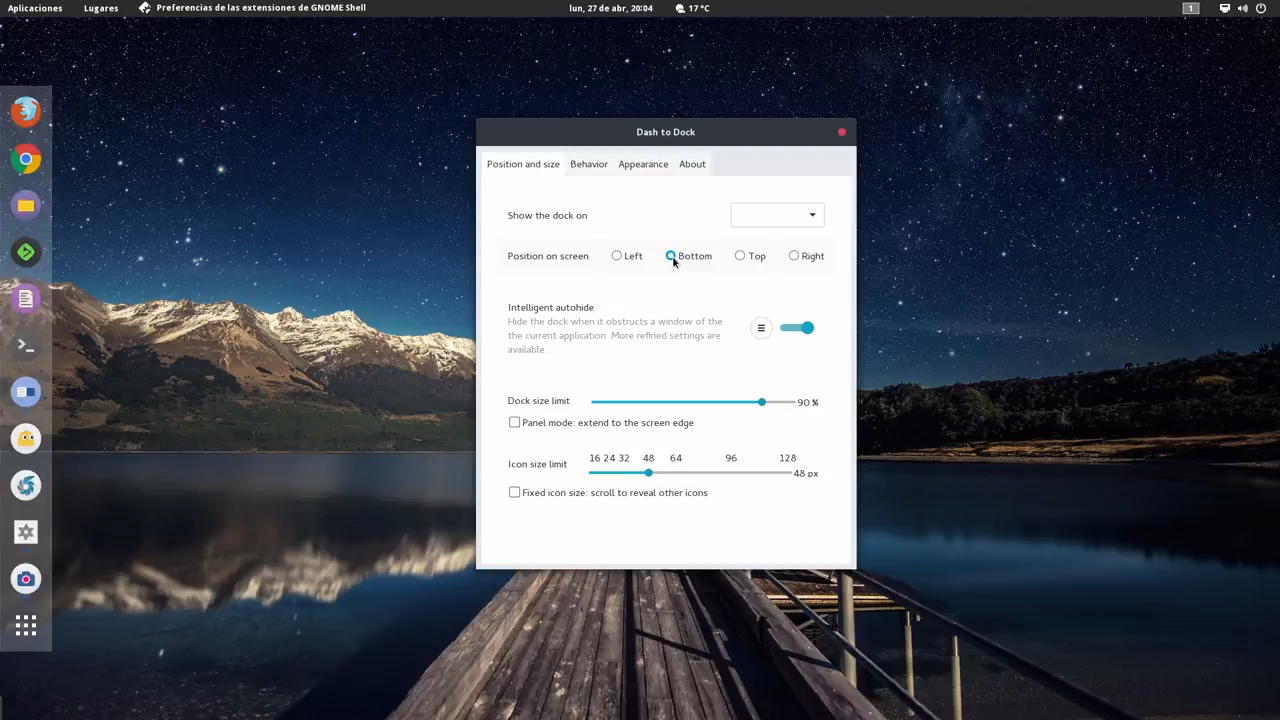 Aplicaciones Lugares Preferencias de las extensiones de GNOME Shell lun, 27 de abr, 20:04 17 °C 1
Dash to Dock
Position and size Behavior Appearance About
Show the dock on
Position on screen Left Bottom Top Right
Intelligent autohide
Hide the dock when it obstructs a window of the
the current application. More refined settings are
available.
Dock size limit 90 %
Panel mode: extend to the screen edge
16 24 32 48 64 96 128
Icon size limit 48 px
Fixed icon size: scroll to reveal other icons